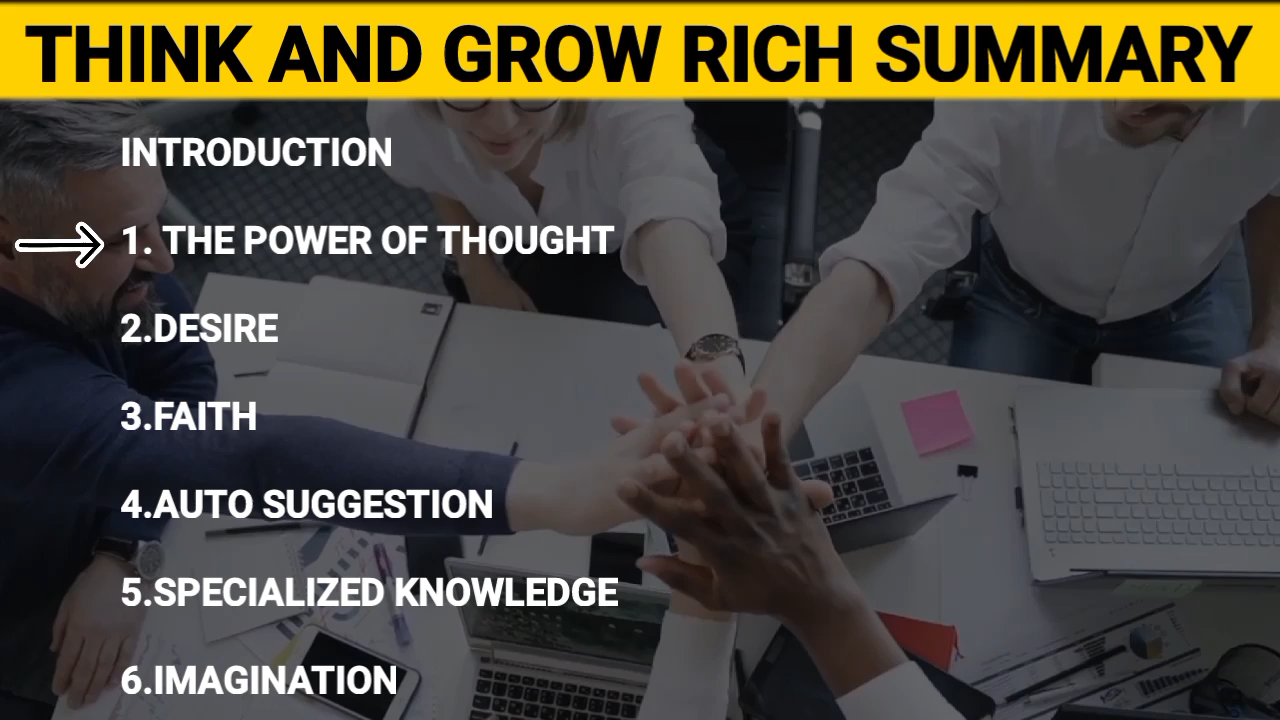 THINK AND GROW RICH SUMMARY
INTRODUCTION
1. THE POWER OF THOUGHT
2.DESIRE
3.FAITH
4.AUTO SUGGESTION
5.SPECIALIZED KNOWLEDGE
6.IMAGINATION